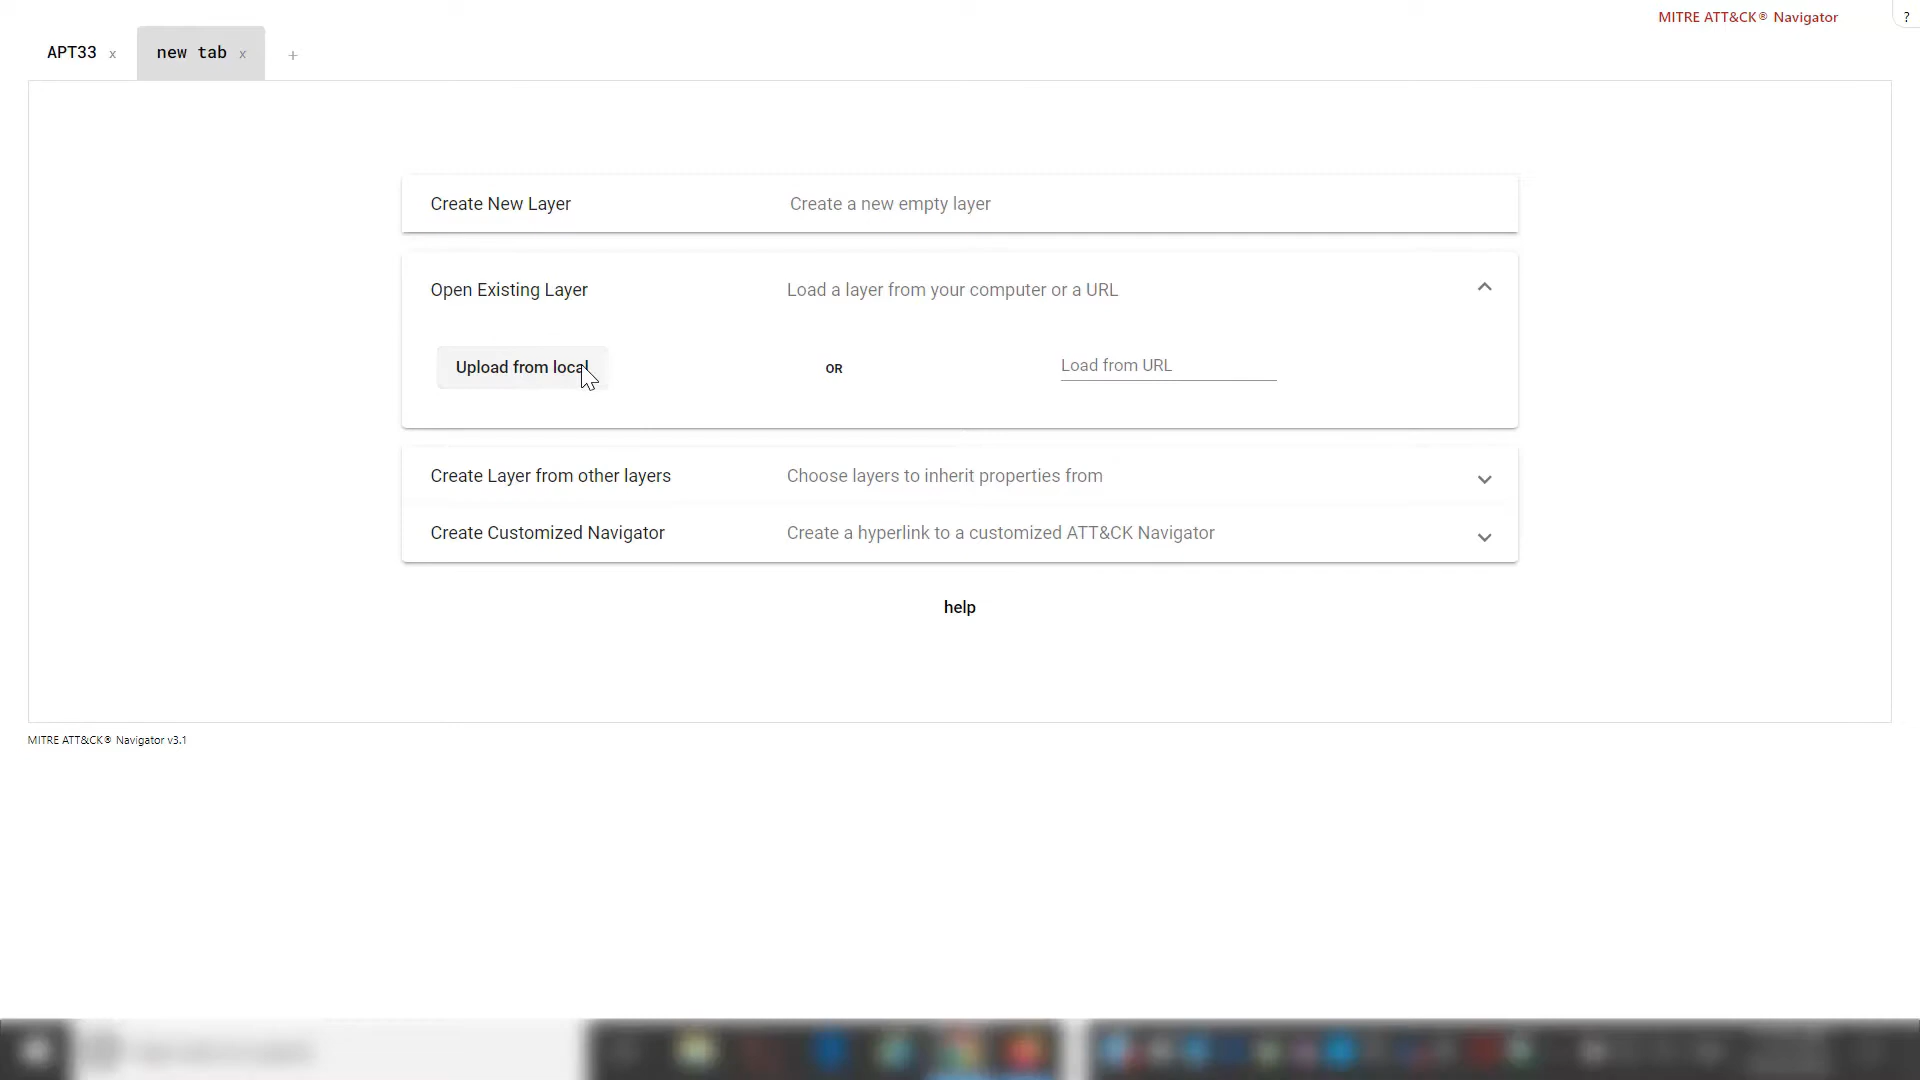 MITRE ATT&CK® Navigator
?
APT33 x
new tab x
+
Create New Layer
Create a new empty layer
Open Existing Layer
Load a layer from your computer or a URL
Upload from local
OR
Load from URL
Create Layer from other layers
Choose layers to inherit properties from
Create Customized Navigator
Create a hyperlink to a customized ATT&CK Navigator
help
MITRE ATT&CK® Navigator v3.1